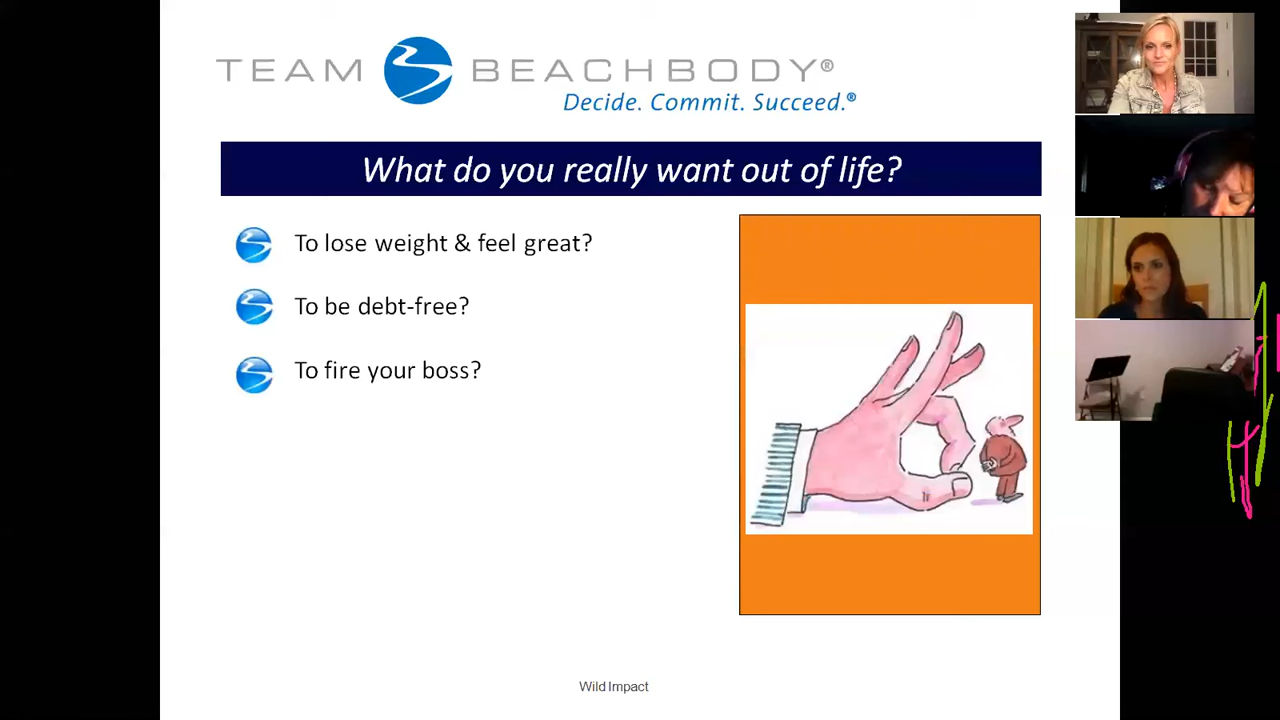 TEAM BEACHBODY®
Decide. Commit. Succeed.®
What do you really want out of life?
To lose weight & feel great?
To be debt-free?
To fire your boss?
Wild Impact